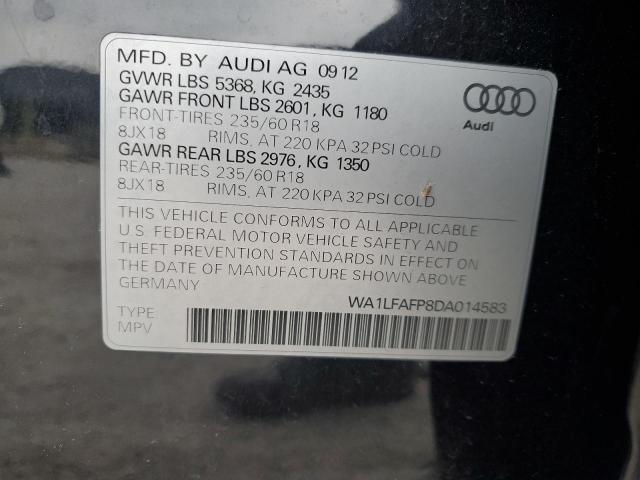 MFD. BY AUDI AG 09 12
GVWR LBS 5368, KG 2435
GAWR FRONT LBS 2601, KG 1180
FRONT-TIRES 235/60 R18
8JX18 RIMS, AT 220 KPA 32 PSI COLD
GAWR REAR LBS 2976, KG 1350
REAR-TIRES 235/60 R18
8JX18 RIMS, AT 220 KPA 32 PSI COLD
Audi
THIS VEHICLE CONFORMS TO ALL APPLICABLE
U.S. FEDERAL MOTOR VEHICLE SAFETY AND
THEFT PREVENTION STANDARDS IN EFFECT ON
THE DATE OF MANUFACTURE SHOWN ABOVE
GERMANY
WA1LFAFP8DA014583
TYPE
MPV